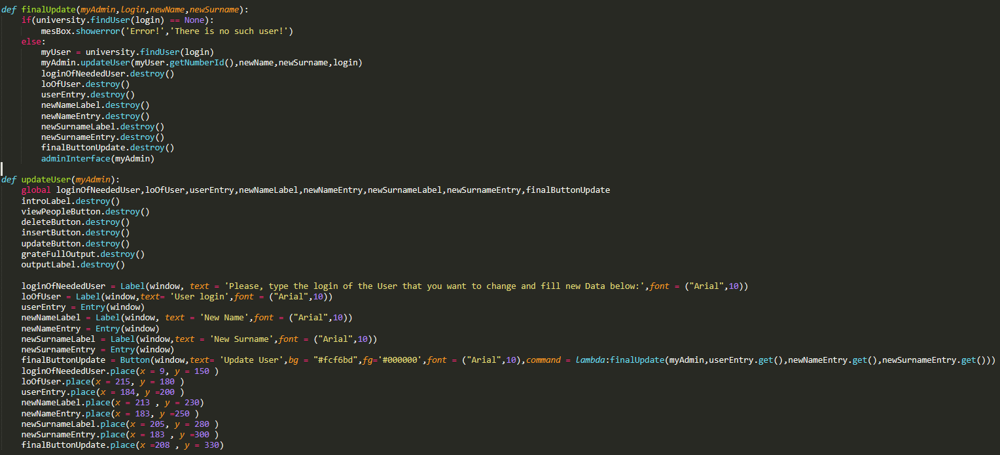 def finalUpdate(myAdmin,login,newName,newSurname):
    if(university.findUser(login) == None):
        mesBox.showerror('Error!','There is no such user!')
    else:
        myUser = university.findUser(login)
        myAdmin.updateUser(myUser.getNumberId(),newName,newSurname,login)
        loginOfNeededUser.destroy()
        loOfUser.destroy()
        userEntry.destroy()
        newNameLabel.destroy()
        newNameEntry.destroy()
        newSurnameLabel.destroy()
        newSurnameEntry.destroy()
        finalButtonUpdate.destroy()
        adminInterface(myAdmin)

def updateUser(myAdmin):
    global loginOfNeededUser,loOfUser,userEntry,newNameLabel,newNameEntry,newSurnameLabel,newSurnameEntry,finalButtonUpdate
    introLabel.destroy()
    viewPeopleButton.destroy()
    deleteButton.destroy()
    insertButton.destroy()
    updateButton.destroy()
    grateFullOutput.destroy()
    outputLabel.destroy()

    loginOfNeededUser = Label(window, text = 'Please, type the login of the User that you want to change and fill new Data below:',font = ("Arial",10))
    loOfUser = Label(window,text= 'User login',font = ("Arial",10))
    userEntry = Entry(window)
    newNameLabel = Label(window, text = 'New Name',font = ("Arial",10))
    newNameEntry = Entry(window)
    newSurnameLabel = Label(window,text = 'New Surname',font = ("Arial",10))
    newSurnameEntry = Entry(window)
    finalButtonUpdate = Button(window,text= 'Update User',bg = "#fcf6bd",fg='#000000',font = ("Arial",10),command = lambda:finalUpdate(myAdmin,userEntry.get(),newNameEntry.get(),newSurnameEntry.get()))
    loginOfNeededUser.place(x = 9, y = 150 )
    loOfUser.place(x = 215, y = 180 )
    userEntry.place(x = 184, y =200 )
    newNameLabel.place(x = 213 , y = 230)
    newNameEntry.place(x = 183, y =250 )
    newSurnameLabel.place(x = 205, y = 280 )
    newSurnameEntry.place(x = 183 , y =300 )
    finalButtonUpdate.place(x =208 , y = 330)